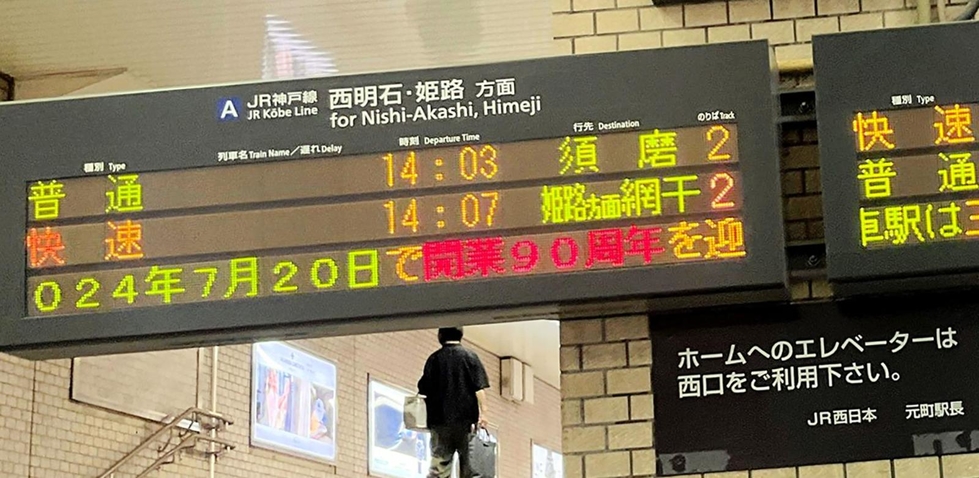 A JR神戸線 西明石・姫路 方面
JR Kōbe Line for Nishi-Akashi, Himeji
種別 Type 列車名 Train Name/遅れ Delay 時刻 Departure Time 行先 Destination のりば Track
普通 14:03 須磨 2
快速 14:07 姫路方面網干 2
024年7月20日で開業90周年を迎
種別 Type
快速
普通
駅は
ホームへのエレベーターは
西口をご利用下さい。
JR西日本 元町駅長